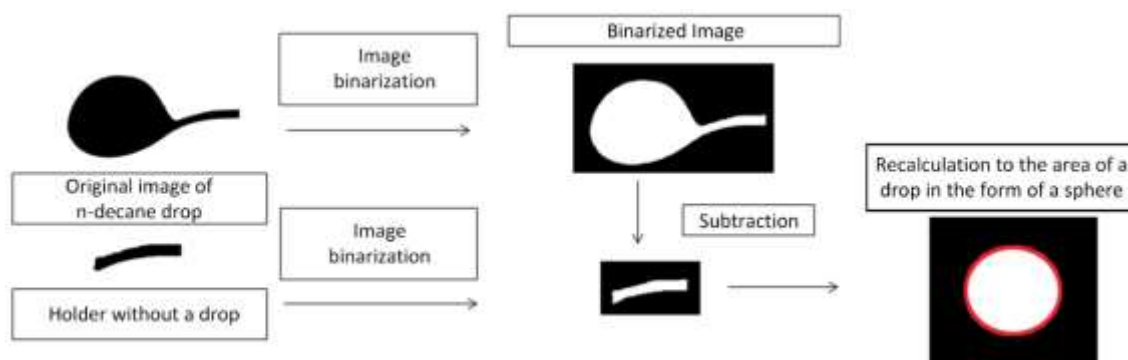 Image
binarization
Binarized Image
Original image of
n-decane drop
Image
binarization
Holder without a drop
Subtraction
Recalculation to the area of a
drop in the form of a sphere